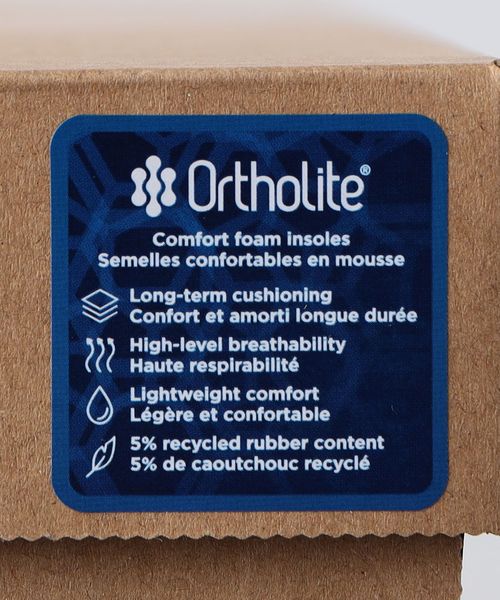 Ortholite®
Comfort foam insoles
Semelles confortables en mousse
Long-term cushioning
Confort et amorti longue durée
High-level breathability
Haute respirabilité
Lightweight comfort
Légère et confortable
5% recycled rubber content
5% de caoutchouc recyclé